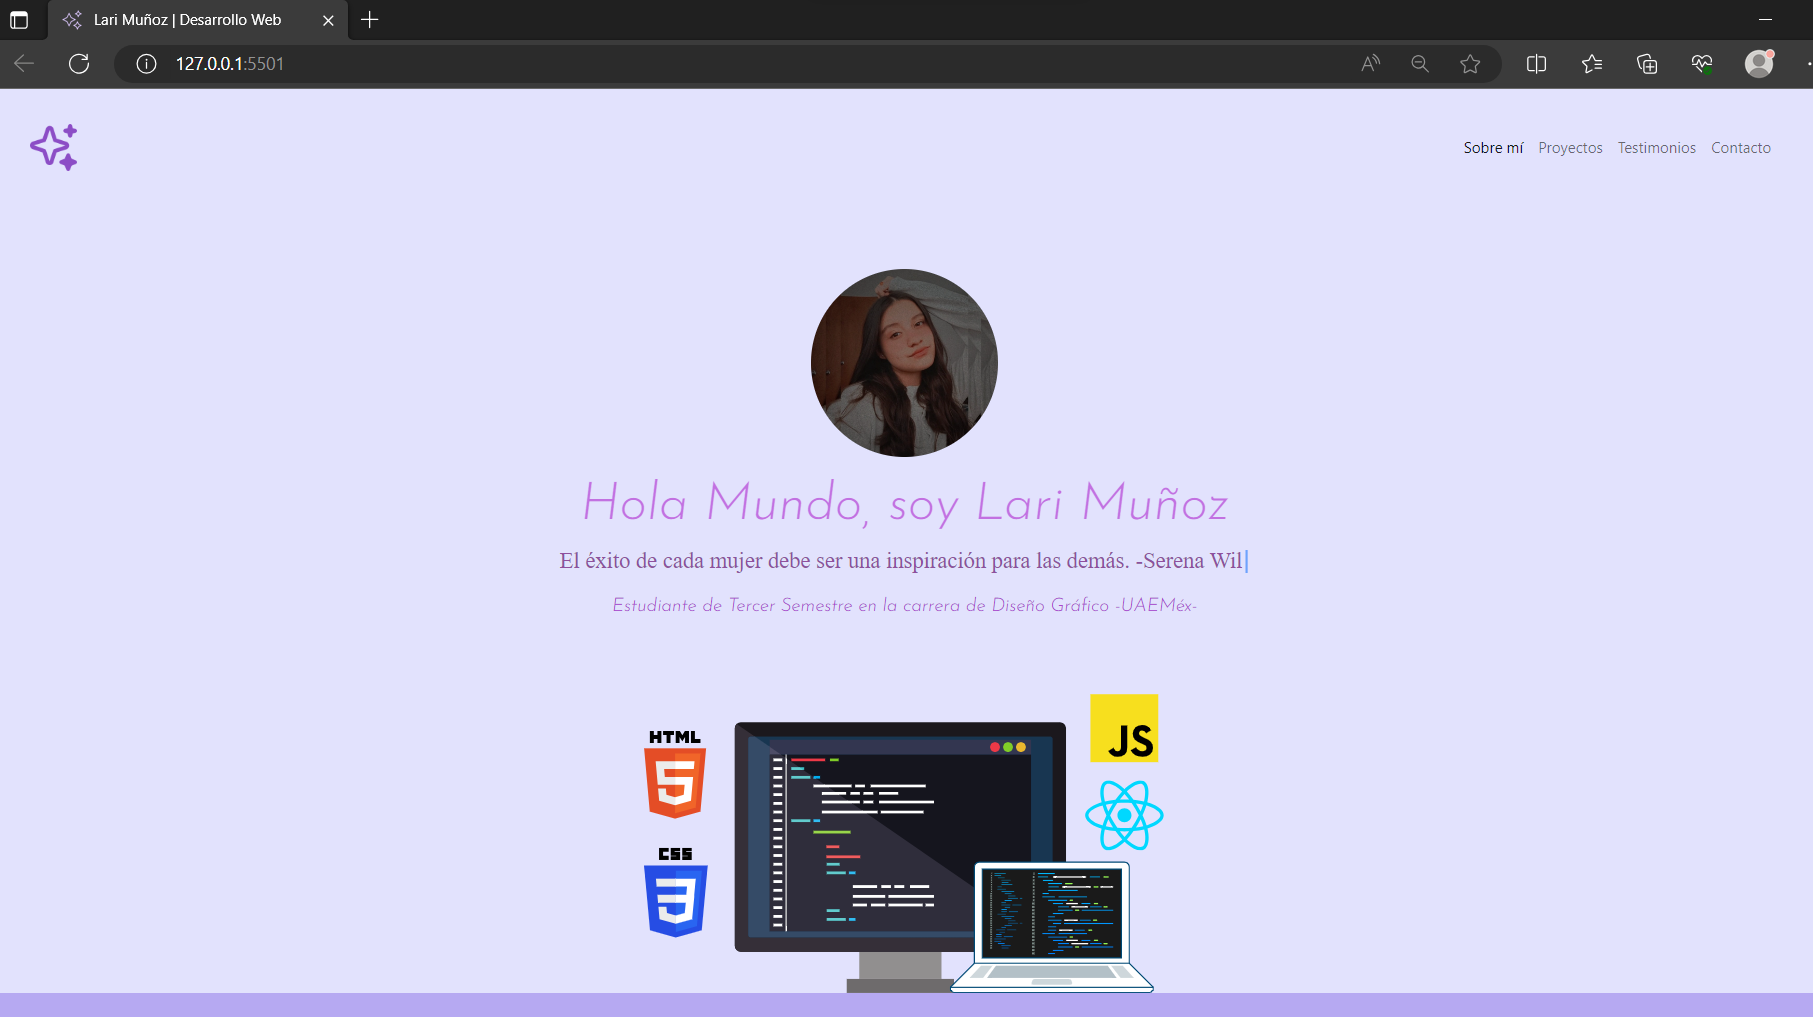 Lari Muñoz | Desarrollo Web
127.0.0.1:5501
Sobre mí Proyectos Testimonios Contacto
Hola Mundo, soy Lari Muñoz
El éxito de cada mujer debe ser una inspiración para las demás. -Serena Wil
Estudiante de Tercer Semestre en la carrera de Diseño Gráfico -UAEMéx-
HTML
5
CSS
3
JS